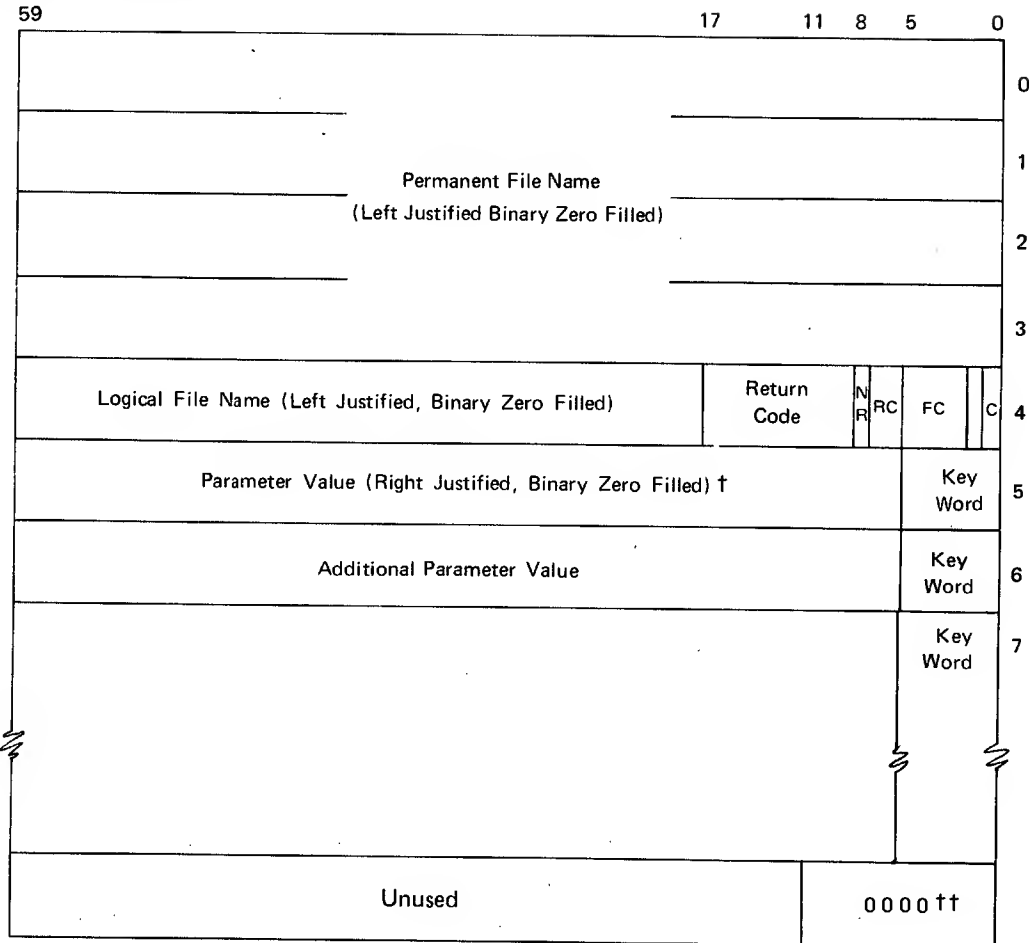 59 17 11 8 5 0
0
1
Permanent File Name
(Left Justified Binary Zero Filled)
2
3
Logical File Name (Left Justified, Binary Zero Filled) Return Code NR RC FC C 4
Parameter Value (Right Justified, Binary Zero Filled) † Key Word 5
Additional Parameter Value Key Word 6
Key Word 7
Unused 0000††